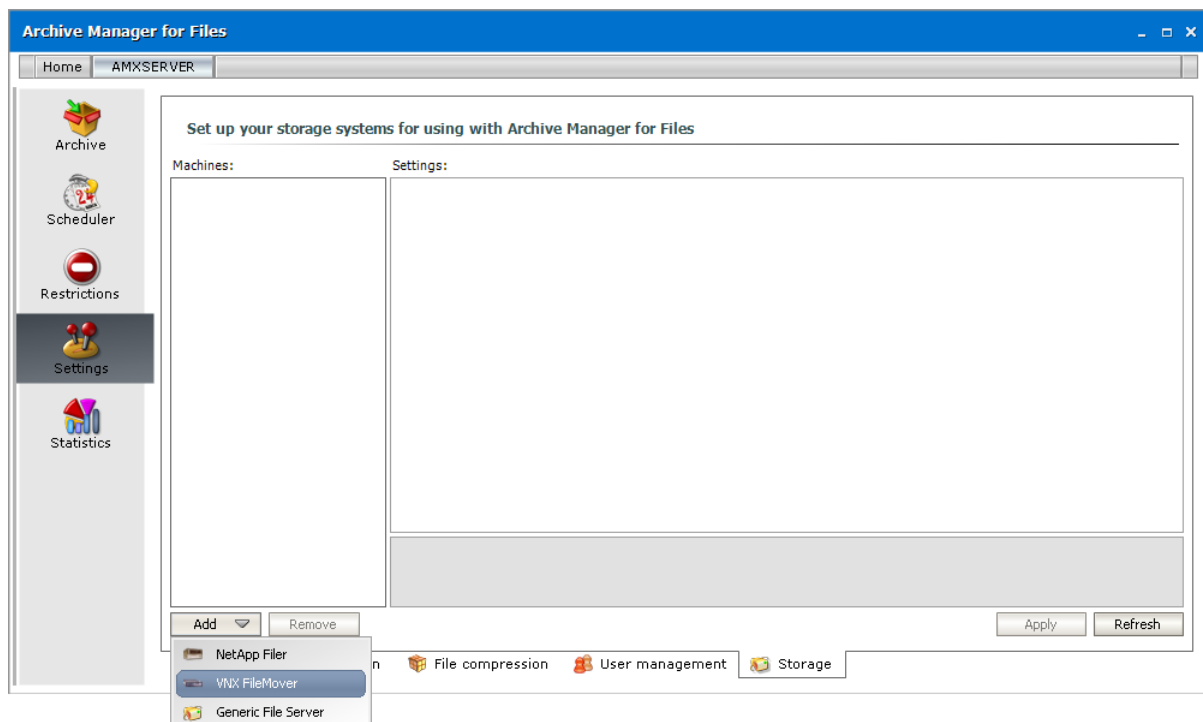 Archive Manager for Files
Home AMXSERVER
Archive
Set up your storage systems for using with Archive Manager for Files
Machines: Settings:
Scheduler
Restrictions
Settings
Statistics
Add Remove Apply Refresh
NetApp Filer
n File compression User management Storage
VNX FileMover
Generic File Server